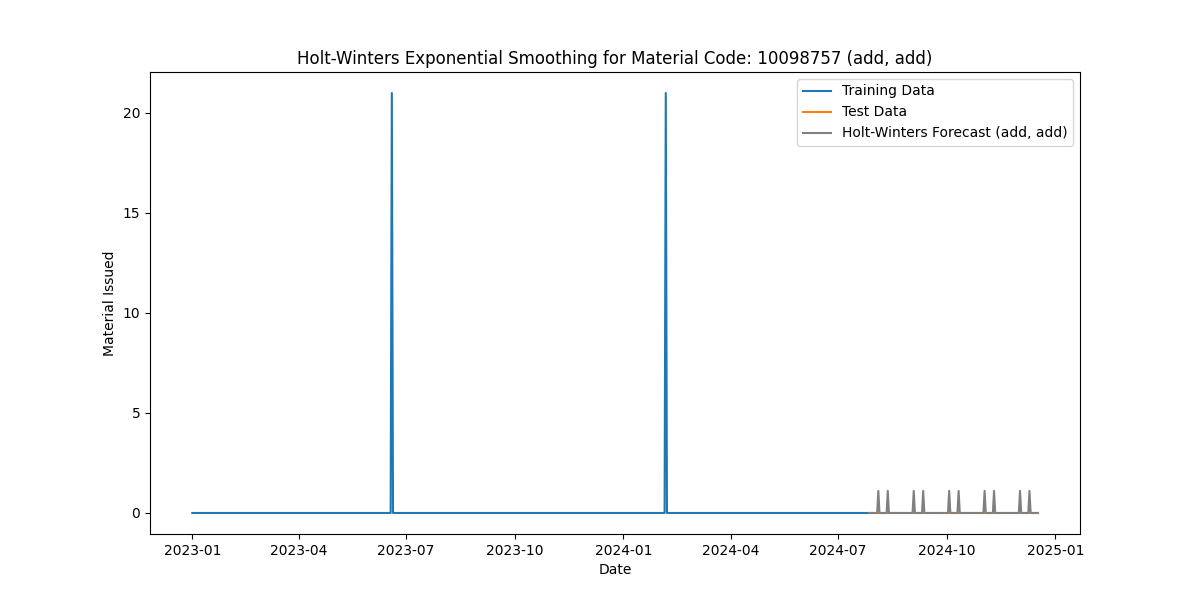 Holt-Winters Exponential Smoothing for Material Code: 10098757 (add, add)
Training Data
Test Data
Holt-Winters Forecast (add, add)
Material Issued
20
15
10
5
0
2023-01 2023-04 2023-07 2023-10 2024-01 2024-04 2024-07 2024-10 2025-01
Date